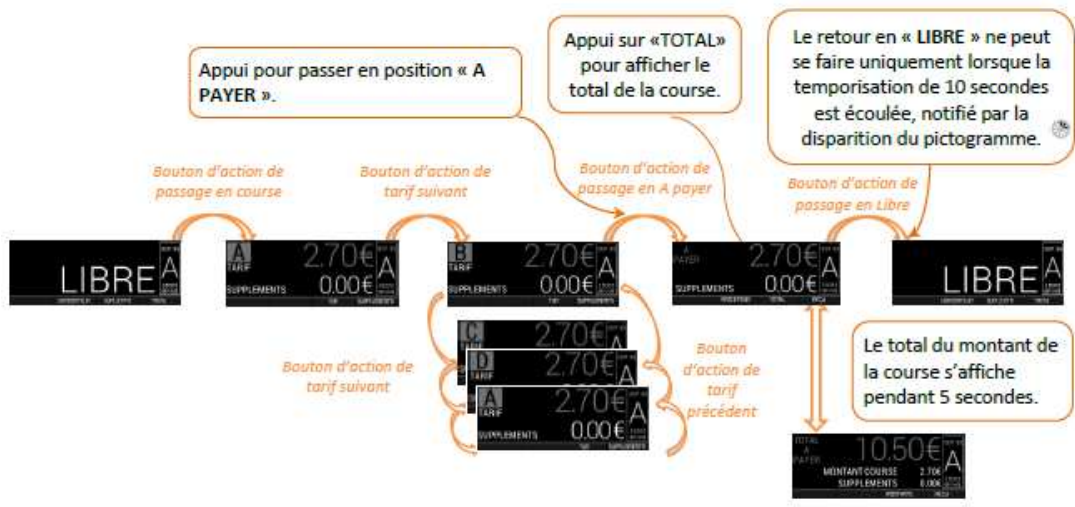 Appui pour passer en position « A
PAYER ».
Appui sur «TOTAL»
pour afficher le
total de la course.
Le retour en « LIBRE » ne peut
se faire uniquement lorsque la
temporisation de 10 secondes
est écoulée, notifié par la
disparition du pictogramme.
Bouton d'action de
passage en course
Bouton d'action de
tarif suivant
Bouton d'action de
passage en A payer
Bouton d'action de
passage en Libre
LIBRE
A
A
TARIF
2.70€
SUPPLEMENTS
0.00€
A
B
TARIF
2.70€
SUPPLEMENTS
0.00€
A
A
PAYER
2.70€
SUPPLEMENTS
0.00€
A
LIBRE
A
Bouton d'action de
tarif suivant
C
2.70€
D
TARIF
2.70€
A
A
TARIF
2.70€
SUPPLEMENTS
0.00€
A
Bouton
d'action de
tarif
précédent
Le total du montant de
la course s'affiche
pendant 5 secondes.
TOTAL
A
PAYER
10.50€
MONTANT COURSE 2.70€
SUPPLEMENTS 0.00€
A